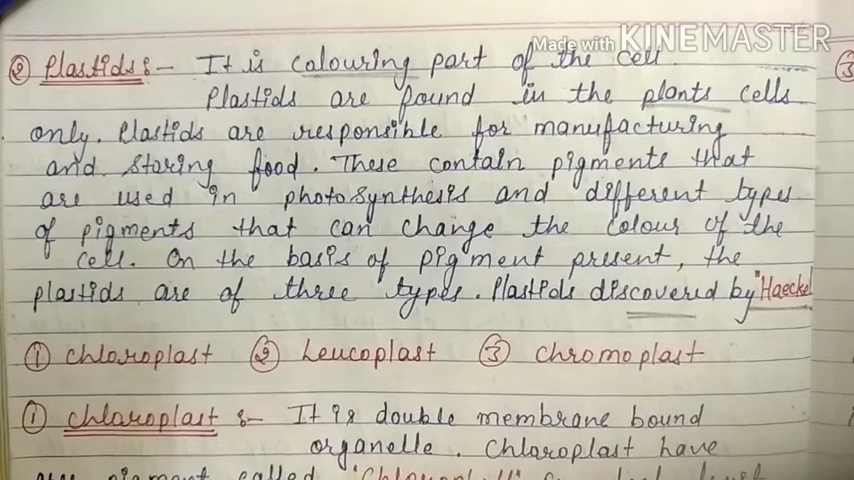 Made with KINEMASTER
② Plastids :- It is colouring part of the cell.
Plastids are found in the plants cells
only. Plastids are responsible for manufacturing
and storing food. These contain pigments that
are used in photosynthesis and different types
of pigments that can change the colour of the
cell. On the basis of pigment present, the
plastids are of three types. Plastids discovered by "Haeckel
① Chloroplast ② Leucoplast ③ Chromoplast
① Chloroplast :- It is double membrane bound
organelle. Chloroplast have
pigment called